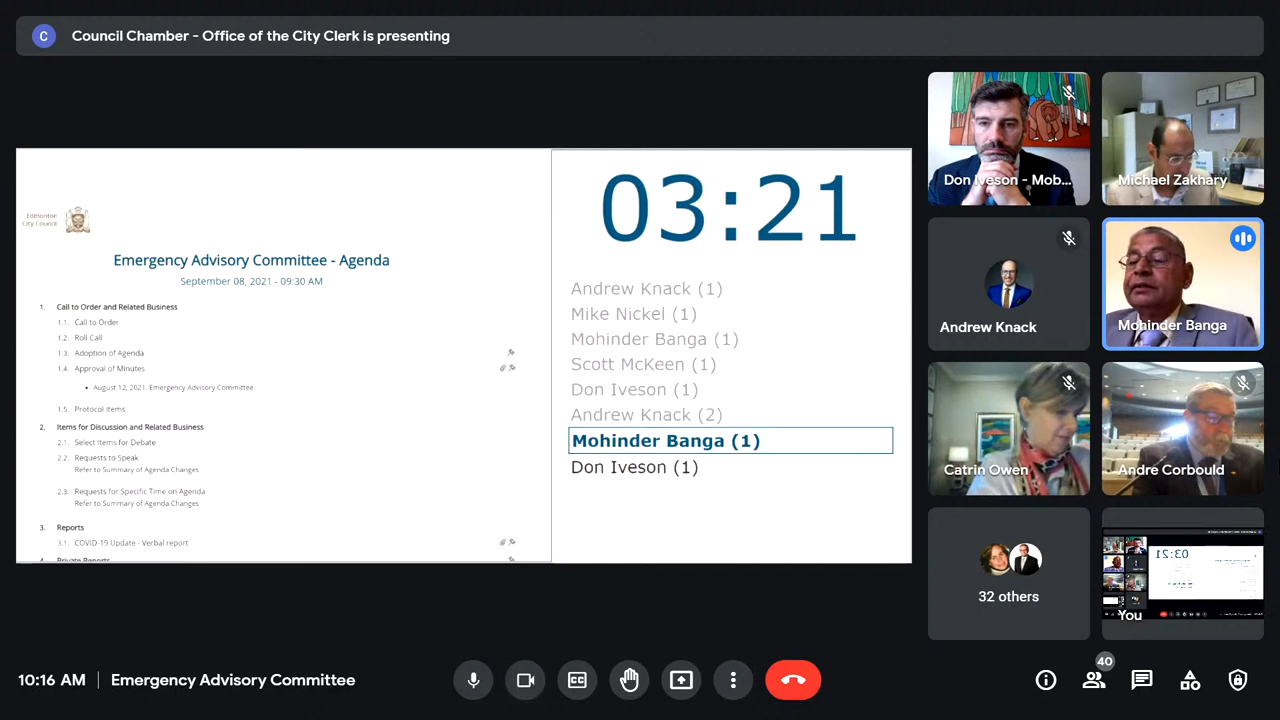 C
Council Chamber - Office of the City Clerk is presenting
Edmonton
City Council
Emergency Advisory Committee - Agenda
September 08, 2021 - 09:30 AM
1. Call to Order and Related Business
1.1. Call to Order
1.2. Roll Call
1.3. Adoption of Agenda
1.4. Approval of Minutes
• August 12, 2021, Emergency Advisory Committee
1.5. Protocol Items
2. Items for Discussion and Related Business
2.1. Select Items for Debate
2.2. Requests to Speak
Refer to Summary of Agenda Changes
2.3. Requests for Specific Time on Agenda
Refer to Summary of Agenda Changes
3. Reports
3.1. COVID-19 Update - Verbal report
4. Private Reports
03:21
Andrew Knack (1)
Mike Nickel (1)
Mohinder Banga (1)
Scott McKeen (1)
Don Iveson (1)
Andrew Knack (2)
Mohinder Banga (1)
Don Iveson (1)
Don Iveson - Mob...
Michael Zakhary
Andrew Knack
Mohinder Banga
Catrin Owen
Andre Corbould
32 others
03:21
You
10:16 AM | Emergency Advisory Committee
40